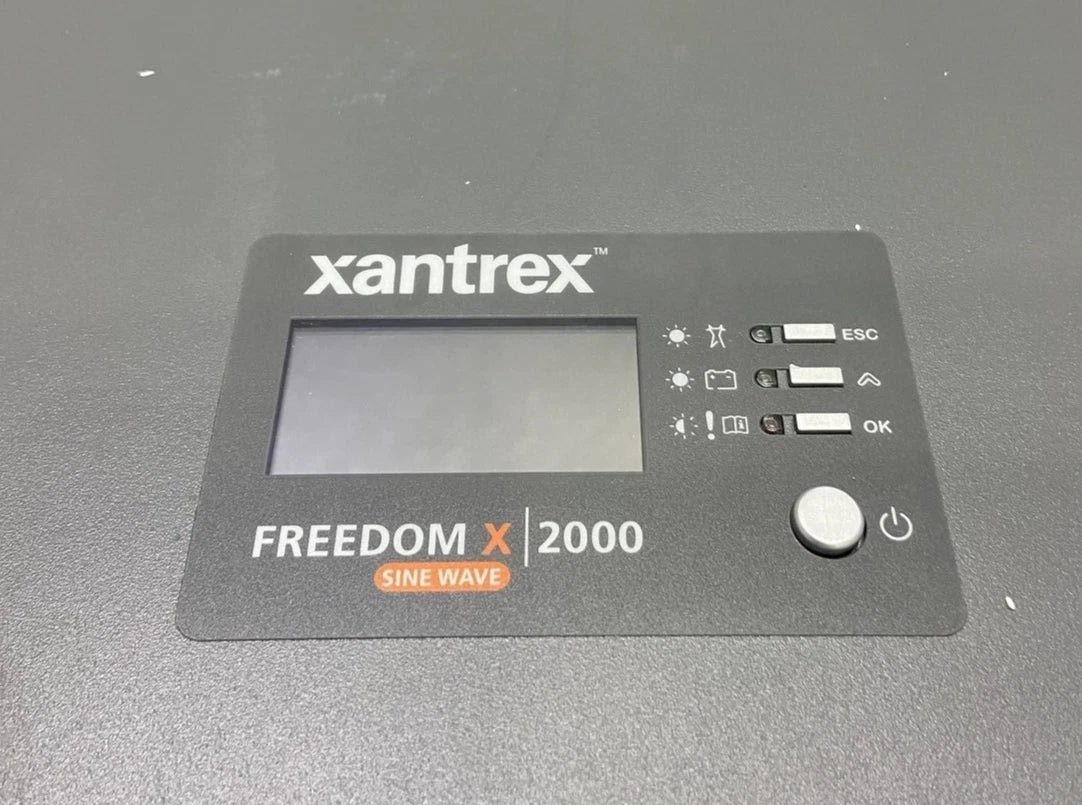 xantrex™
ESC
OK
FREEDOM X | 2000
SINE WAVE